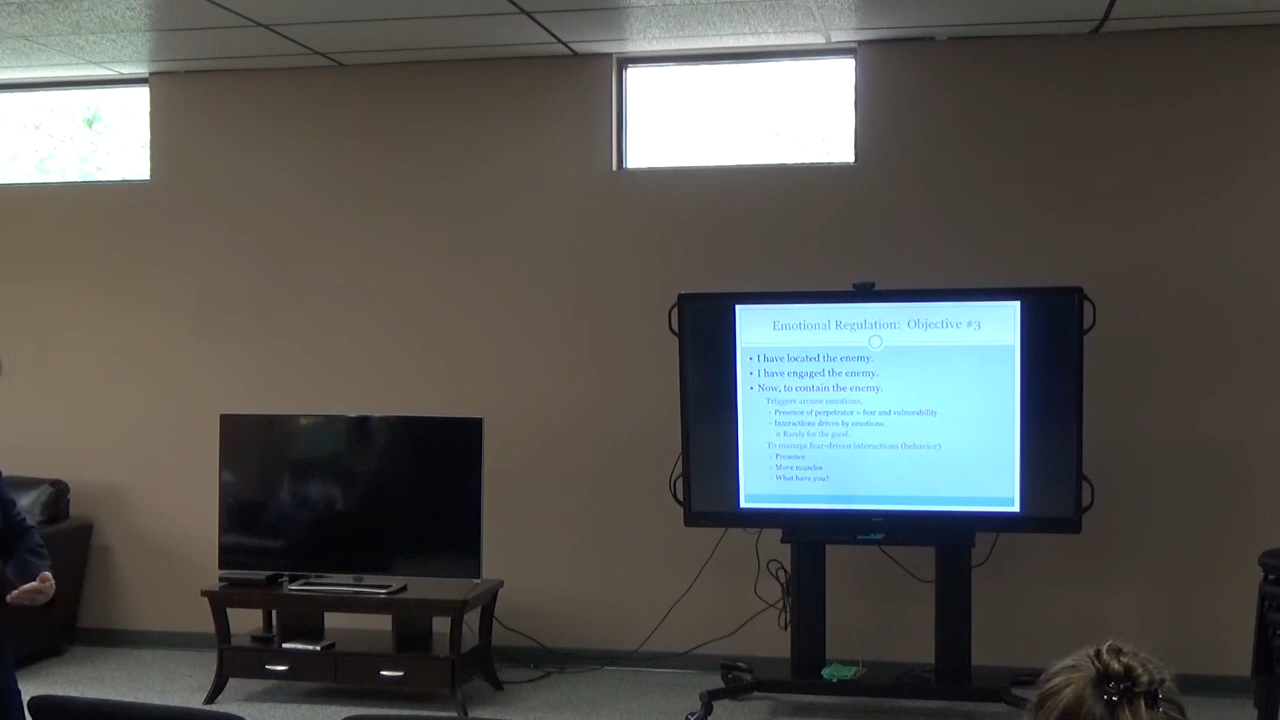 Emotional Regulation: Objective #3
• I have located the enemy.
• I have engaged the enemy.
• Now, to contain the enemy.
Triggers arouse emotions.
Presence of perpetrator = fear and vulnerability
Interactions driven by emotions.
Rarely for the good.
To manage fear-driven interactions (behavior)
Presence
Move muscles
What have you?